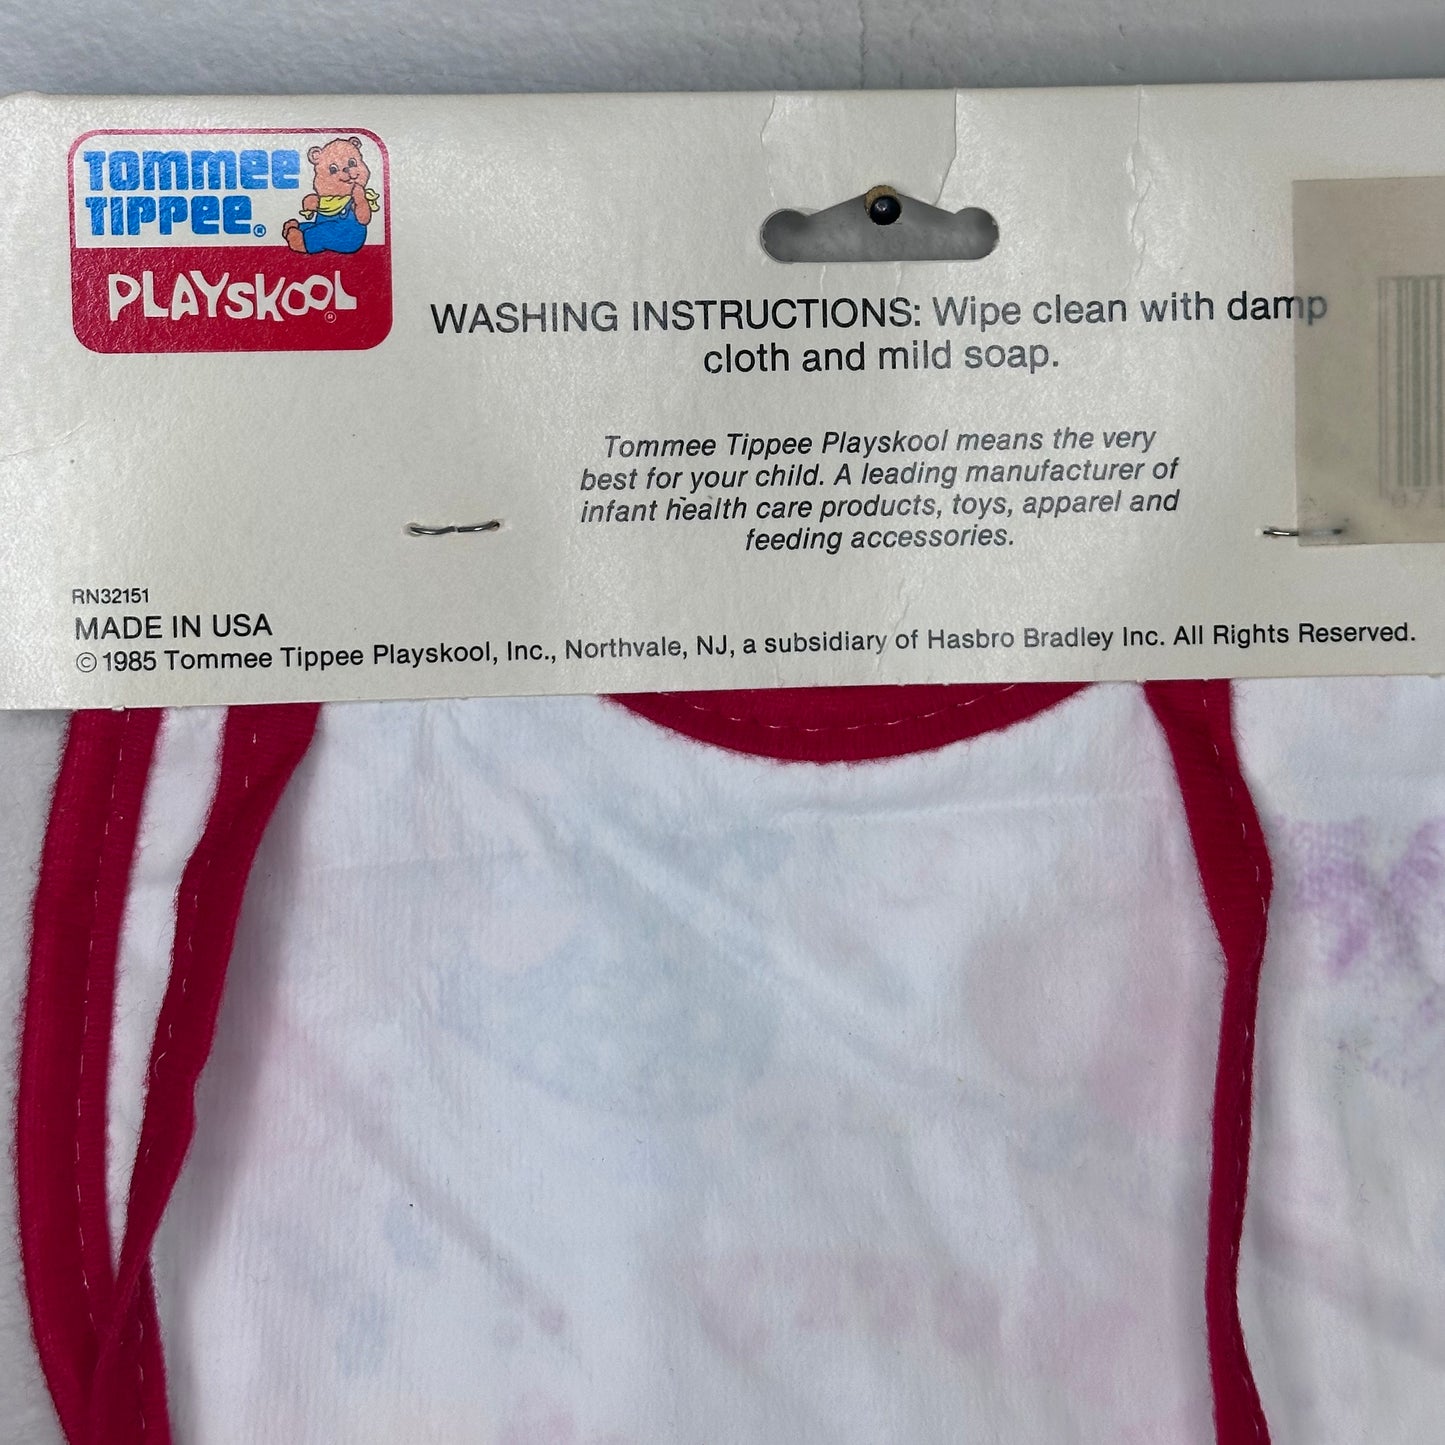 TOMMEE
TIPPEE®
PLAYSKOOL®
WASHING INSTRUCTIONS: Wipe clean with damp
cloth and mild soap.
Tommee Tippee Playskool means the very
best for your child. A leading manufacturer of
infant health care products, toys, apparel and
feeding accessories.
RN32151
MADE IN USA
©1985 Tommee Tippee Playskool, Inc., Northvale, NJ, a subsidiary of Hasbro Bradley Inc. All Rights Reserved.